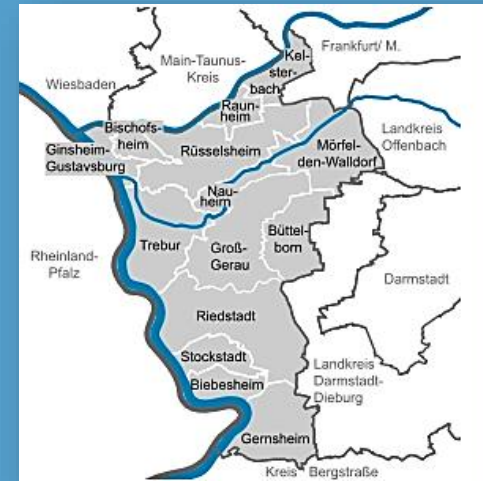 Frankfurt/ M.
Main-Taunus-
Kreis
Kel-
ster-
bach
Wiesbaden
Raun-
heim
Bischofs-
heim
Landkreis
Offenbach
Ginsheim-
Gustavsburg
Rüsselsheim
Mörfel-
den-Walldorf
Nau-
heim
Trebur
Groß-
Gerau
Büttel-
born
Rheinland-
Pfalz
Darmstadt
Riedstadt
Stockstadt
Biebesheim
Landkreis
Darmstadt-
Dieburg
Gernsheim
Kreis Bergstraße